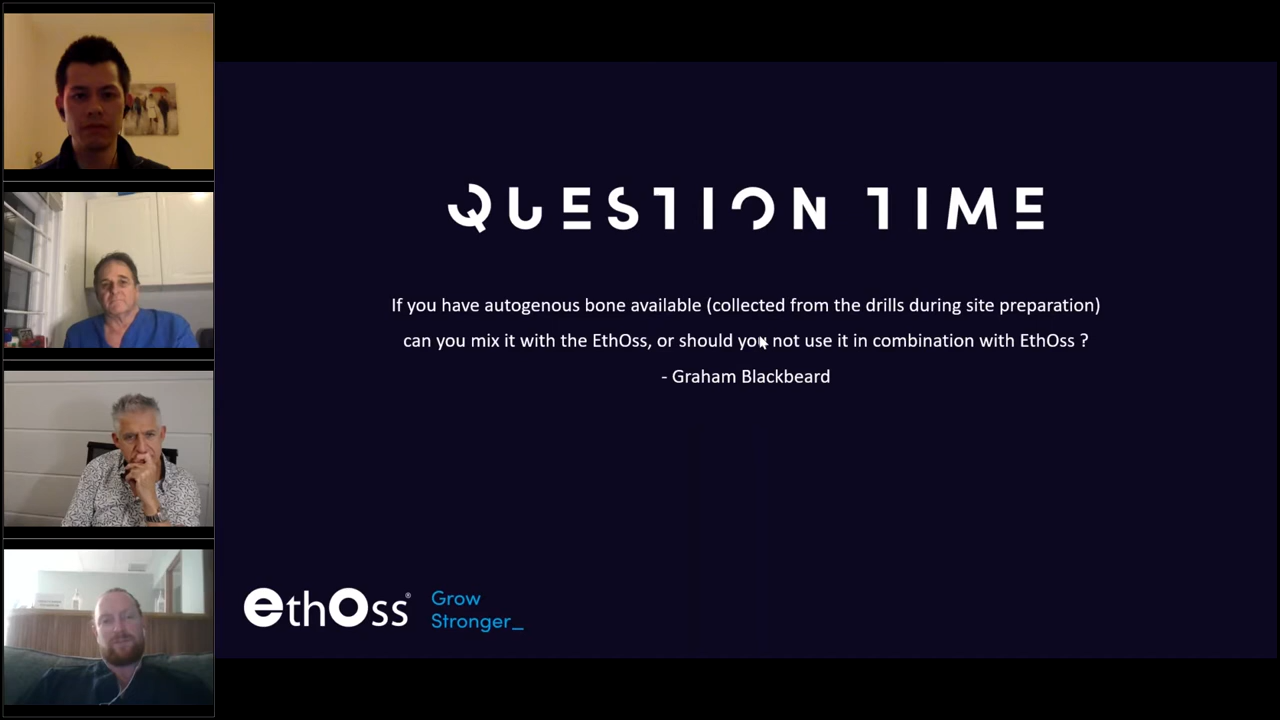 QUESTION TIME
If you have autogenous bone available (collected from the drills during site preparation)
can you mix it with the EthOss, or should you not use it in combination with EthOss ?
- Graham Blackbeard
ethOss®
Grow
Stronger_